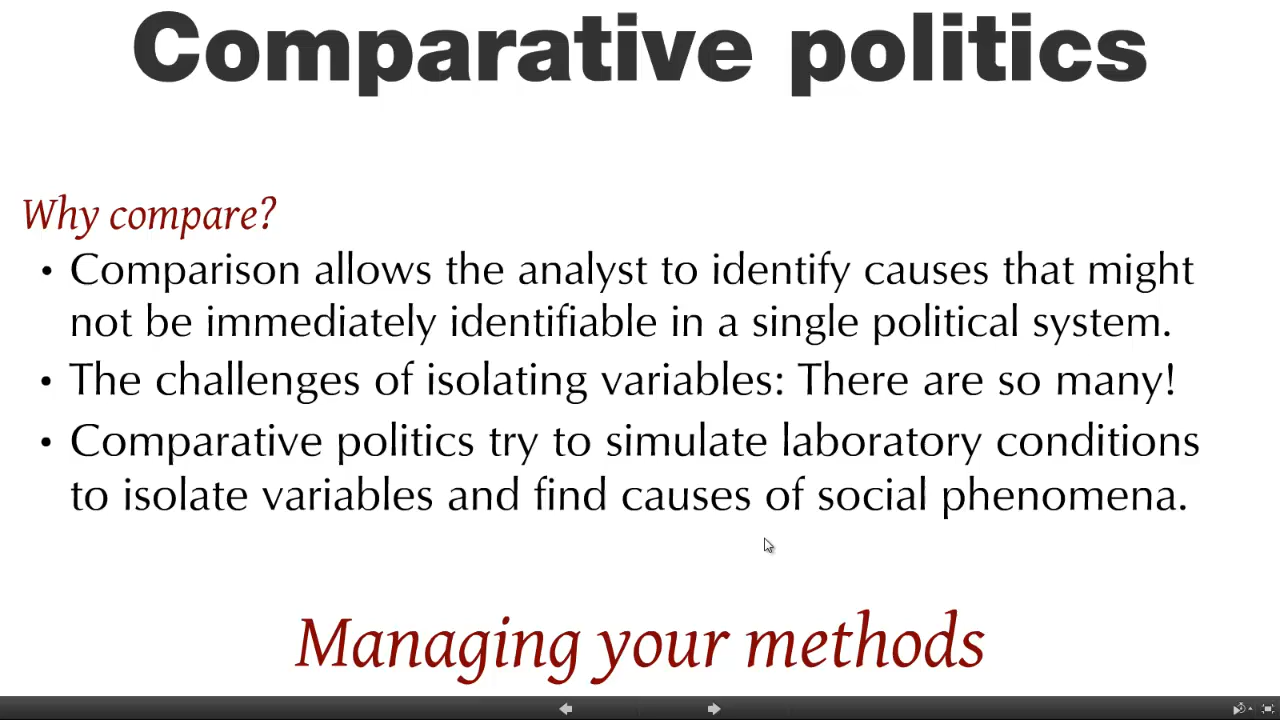 Comparative politics
Why compare?
• Comparison allows the analyst to identify causes that might
not be immediately identifiable in a single political system.
• The challenges of isolating variables: There are so many!
• Comparative politics try to simulate laboratory conditions
to isolate variables and find causes of social phenomena.
Managing your methods